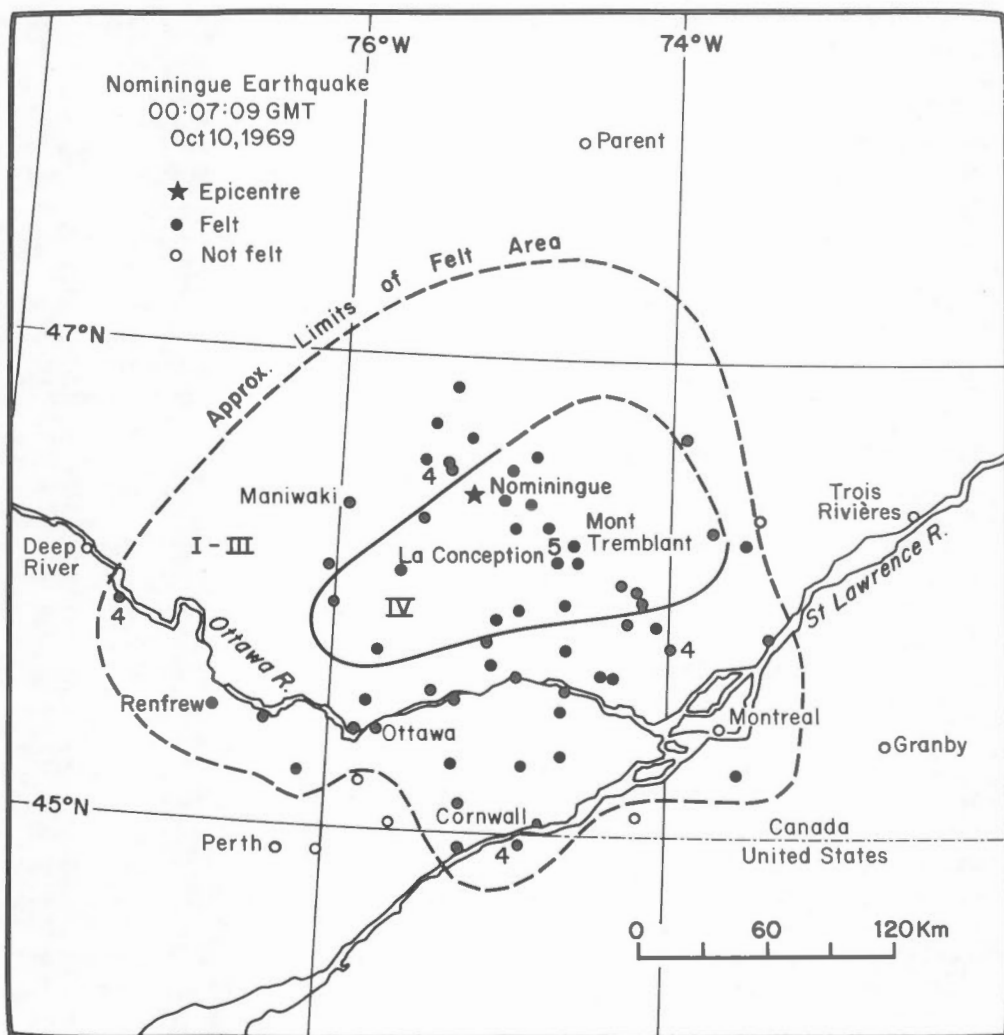 76°W
74°W
Nominingue Earthquake
00:07:09 GMT
Oct 10, 1969
★ Epicentre
● Felt
○ Not felt
Parent
Approx. Limits of Felt Area
47°N
4
Nominingue
Maniwaki
Trois
Rivières
Mont
Tremblant
Deep
River
I-III
La Conception 5
IV
4
Ottawa R.
St Lawrence R.
4
Renfrew
Ottawa
Montreal
Granby
45°N
Cornwall
Perth
4
Canada
United States
0 60 120 Km